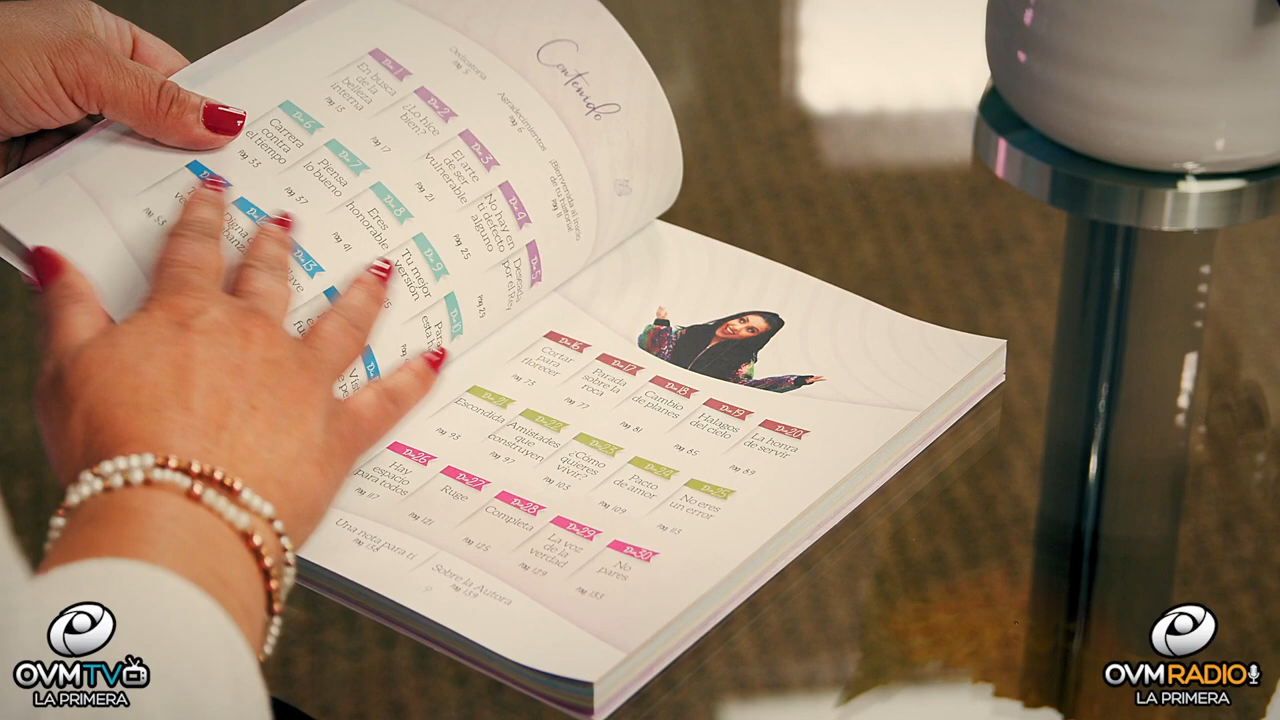 Contenido
Dedicatoria
Pág 5
Agradecimientos
Pág 6
¡Bienvenida al inicio
de tu historia!
Pág 11
Día 1
En busca
de la
belleza
interna
Pág 13
Día 2
¿Lo hice
bien?
Pág 17
Día 3
El arte
de ser
vulnerable
Pág 21
Día 4
No hay en
ti defecto
alguno
Pág 25
Día 5
Deseada
por el Rey
Pág 29
Día 6
Carrera
contra
el tiempo
Pág 33
Día 7
Piensa
lo bueno
Pág 37
Día 8
Eres
honorable
Pág 41
Día 9
Tu mejor
versión
Día 13
Día 16
Cortar
para
florecer
Pág 73
Día 17
Parada
sobre la
roca
Pág 77
Día 18
Cambio
de planes
Pág 81
Día 19
Halagos
del cielo
Pág 85
Día 20
La honra
de servir
Pág 89
Día 21
Escondida
Pág 93
Día 22
Amistades
que
construyen
Pág 97
Día 23
¿Cómo
quieres
vivir?
Pág 105
Día 24
Pacto
de amor
Pág 109
Día 25
No eres
un error
Pág 113
Día 26
Hay
espacio
para todos
Pág 117
Día 27
Ruge
Pág 121
Día 28
Completa
Pág 125
Día 29
La voz
de la
verdad
Pág 129
Día 30
No
pares
Pág 133
Una nota para ti
Pág 138
Sobre la Autora
Pág 139
OVMTV
LA PRIMERA
OVMRADIO
LA PRIMERA